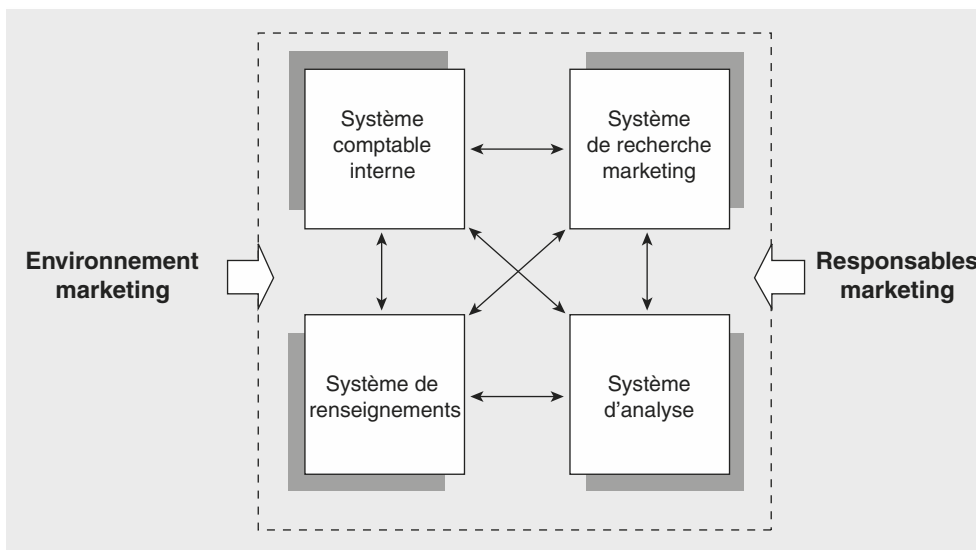 Système
comptable
interne
Système
de recherche
marketing
Environnement
marketing
Responsables
marketing
Système de
renseignements
Système
d'analyse